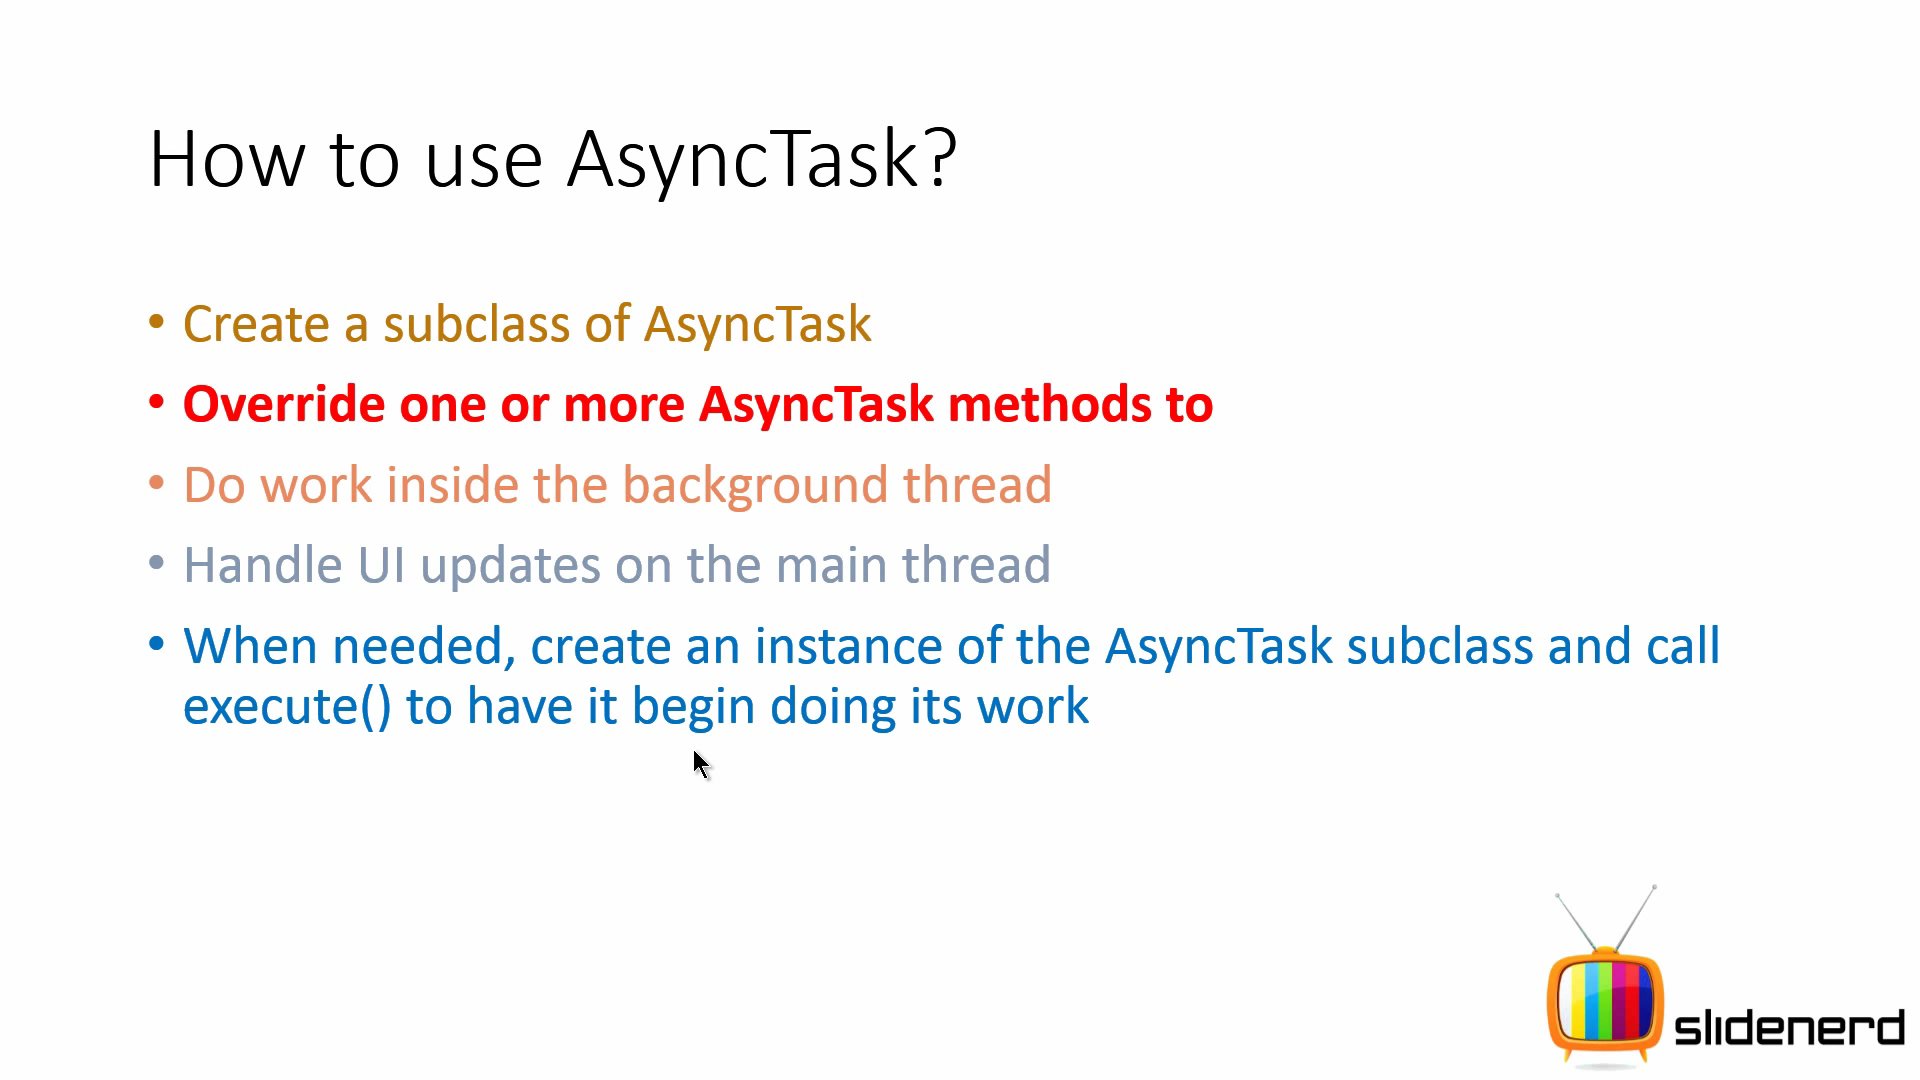 How to use AsyncTask?
• Create a subclass of AsyncTask
• Override one or more AsyncTask methods to
• Do work inside the background thread
• Handle UI updates on the main thread
• When needed, create an instance of the AsyncTask subclass and call
execute() to have it begin doing its work
slidenerd